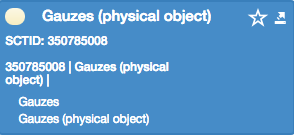 Gauzes (physical object)
SCTID: 350785008
350785008 | Gauzes (physical
object) |
Gauzes
Gauzes (physical object)